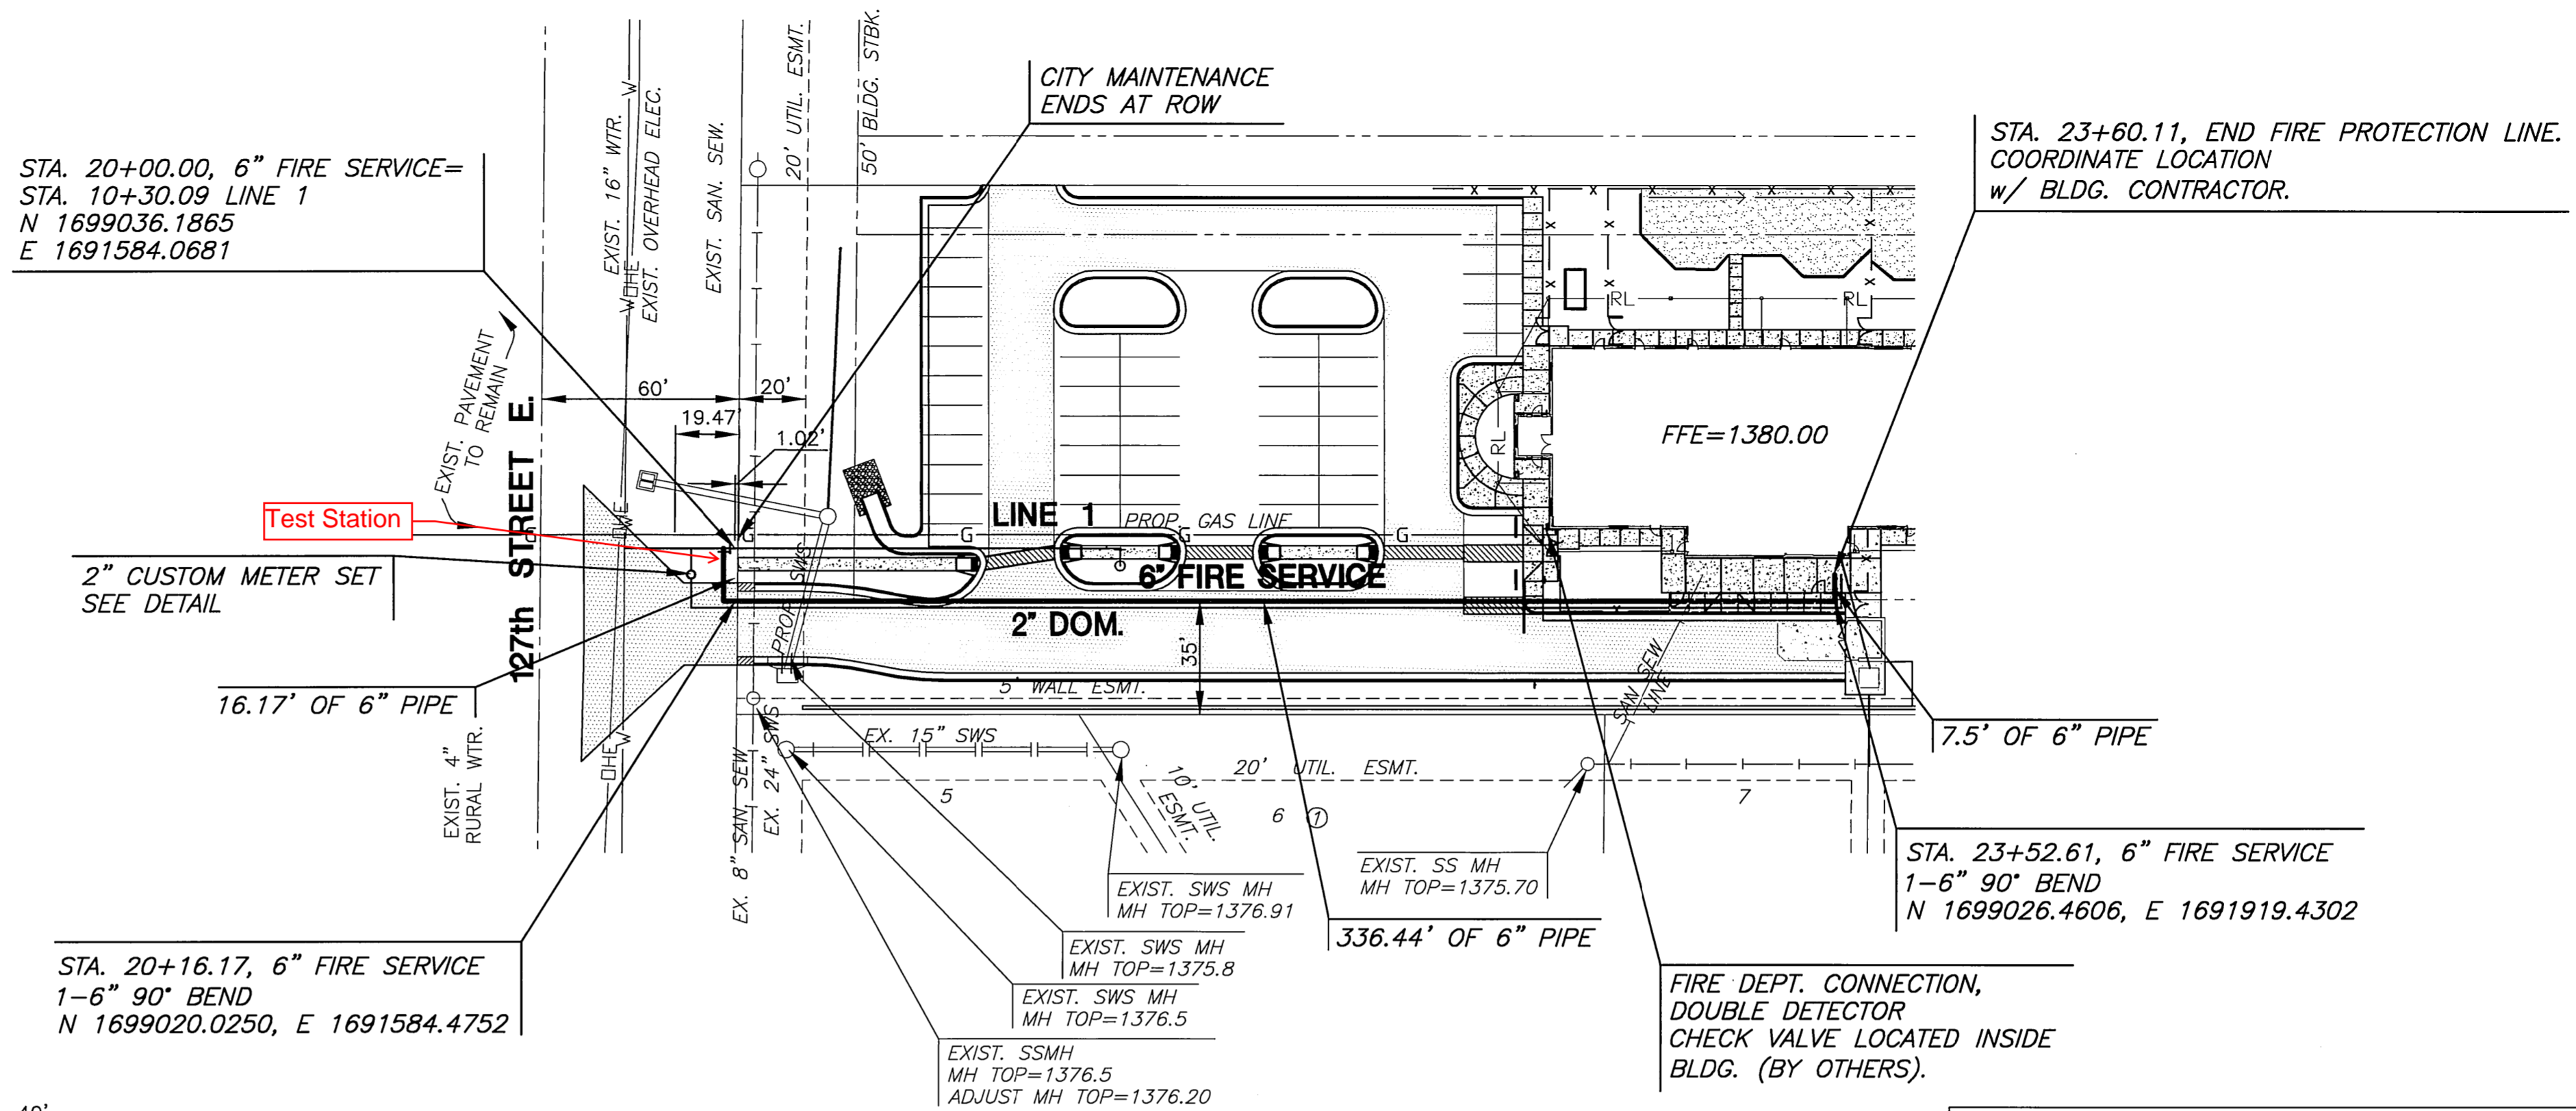 20' UTIL. ESMT.
50' BLDG. STBK.
CITY MAINTENANCE
ENDS AT ROW
STA. 20+00.00, 6" FIRE SERVICE=
STA. 10+30.09 LINE 1
N 1699036.1865
E 1691584.0681
EXIST. 16" WTR.
W
W
OHE
EXIST. OVERHEAD ELEC.
EXIST. SAN. SEW.
STA. 23+60.11, END FIRE PROTECTION LINE.
COORDINATE LOCATION
w/ BLDG. CONTRACTOR.
X X X X X X X X
X X
X X
RL RL
EXIST. PAVEMENT
TO REMAIN
60' 20'
19.47'
1.02'
127th STREET E.
RL
FFE=1380.00
Test Station
LINE 1
PROP. GAS LINE
G G G G G
OHE
W
2" CUSTOM METER SET
SEE DETAIL
PROP. SWS
6" FIRE SERVICE
2" DOM.
X
35'
16.17' OF 6" PIPE
5' WALL ESMT.
SAN SEW
LINE
7.5' OF 6" PIPE
EXIST. 4"
RURAL WTR.
OHE
W
EX. 8" SAN. SEW
EX. 24" SWS
EX. 15" SWS
10' UTIL.
ESMT.
20' UTIL. ESMT.
5
6 1
7
EXIST. SS MH
MH TOP=1375.70
STA. 23+52.61, 6" FIRE SERVICE
1-6" 90° BEND
N 1699026.4606, E 1691919.4302
EXIST. SWS MH
MH TOP=1376.91
336.44' OF 6" PIPE
EXIST. SWS MH
MH TOP=1375.8
STA. 20+16.17, 6" FIRE SERVICE
1-6" 90° BEND
N 1699020.0250, E 1691584.4752
EXIST. SWS MH
MH TOP=1376.5
FIRE DEPT. CONNECTION,
DOUBLE DETECTOR
CHECK VALVE LOCATED INSIDE
BLDG. (BY OTHERS).
EXIST. SSMH
MH TOP=1376.5
ADJUST MH TOP=1376.20